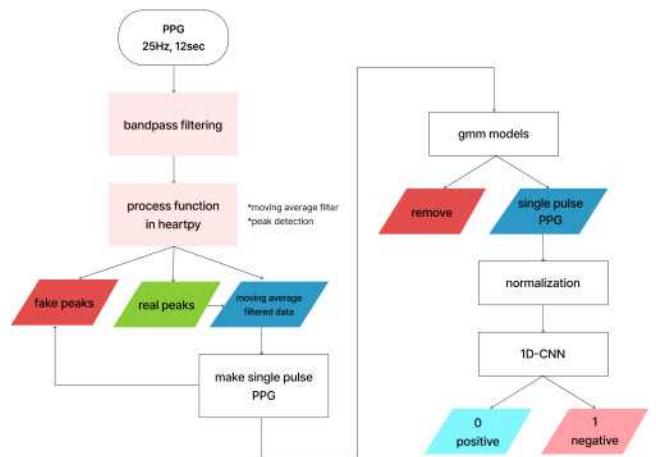 PPG
25Hz, 12sec
bandpass filtering
process function
in heartpy
*moving average filter
*peak detection
fake peaks
real peaks
moving average
filtered data
make single pulse
PPG
gmm models
remove
single pulse
PPG
normalization
1D-CNN
0
positive
1
negative